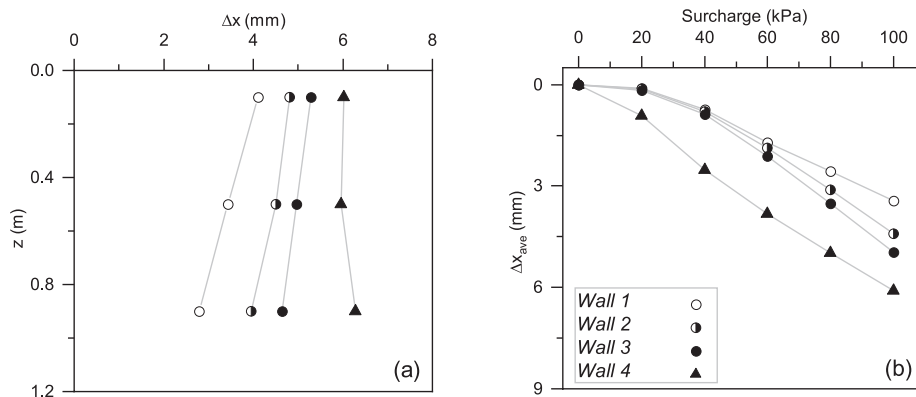 Δx (mm)
0 2 4 6 8
0.0
0.4
0.8
1.2
z (m)
(a)
Surcharge (kPa)
0 20 40 60 80 100
0
3
6
9
Δxave (mm)
Wall 1
Wall 2
Wall 3
Wall 4
(b)